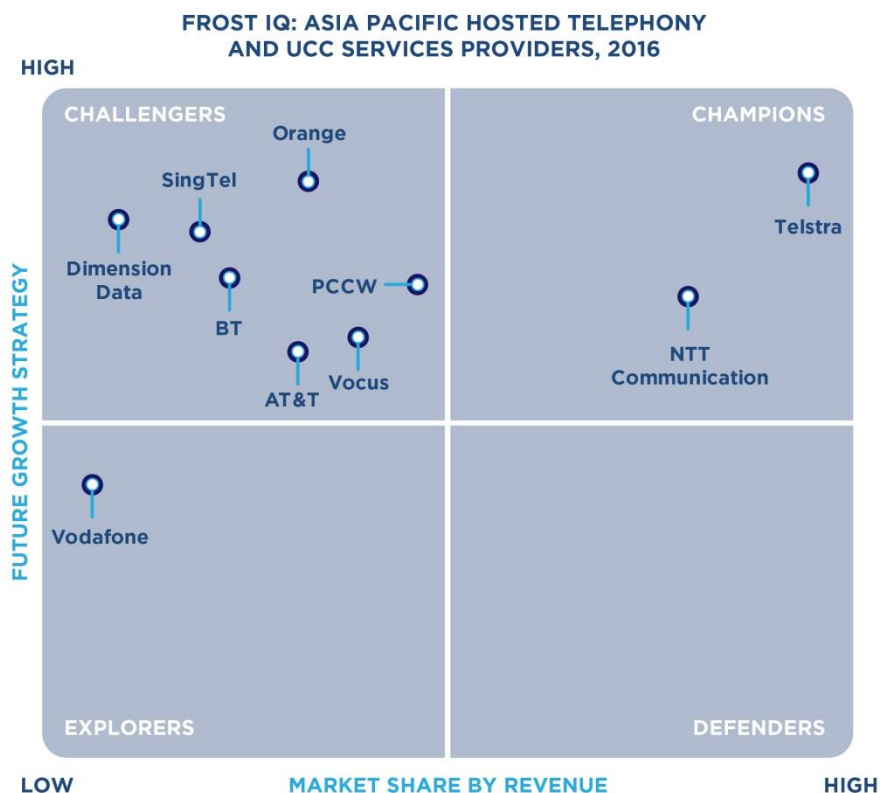 FROST IQ: ASIA PACIFIC HOSTED TELEPHONY
AND UCC SERVICES PROVIDERS, 2016
HIGH
CHALLENGERS
CHAMPIONS
Orange
SingTel
Telstra
Dimension
Data
PCCW
BT
NTT
Communication
Vocus
AT&T
FUTURE GROWTH STRATEGY
Vodafone
EXPLORERS
DEFENDERS
LOW
MARKET SHARE BY REVENUE
HIGH